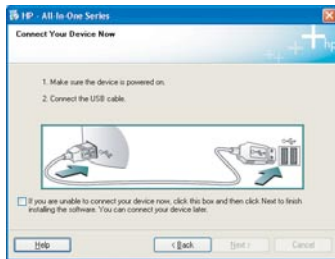 HP - All-In-One Series
Connect Your Device Now
hp
1. Make sure the device is powered on.
2. Connect the USB cable.
If you are unable to connect your device now, click this box and then click Next to finish
installing the software. You can connect your device later.
Help
< Back
Next >
Cancel